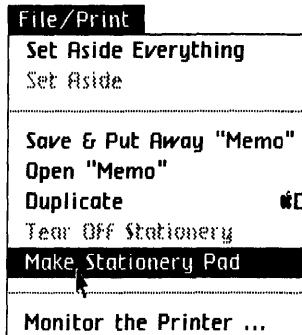 File/Print
Set Aside Everything
Set Aside
Save & Put Away "Memo"
Open "Memo"
Duplicate
Tear Off Stationery
Make Stationery Pad
Monitor the Printer ...